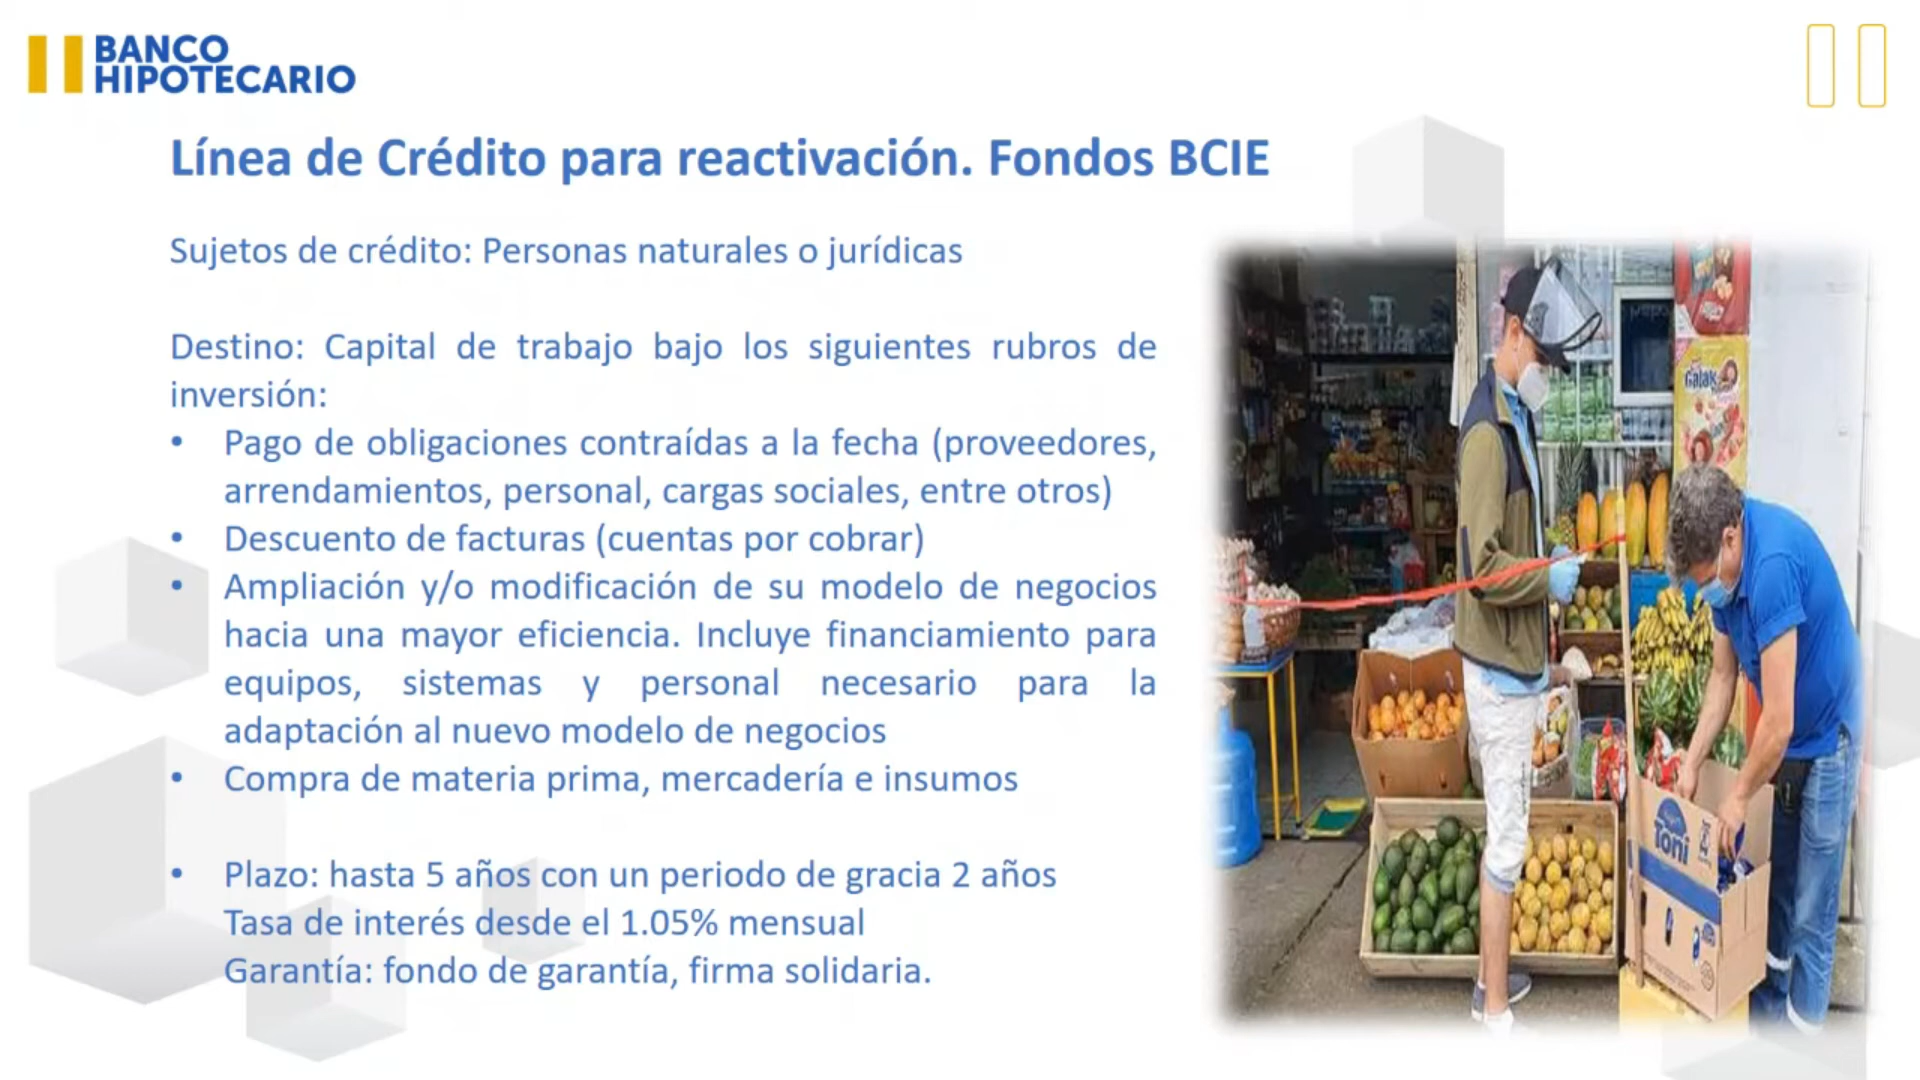 BANCO
HIPOTECARIO
Línea de Crédito para reactivación. Fondos BCIE
Sujetos de crédito: Personas naturales o jurídicas
Destino: Capital de trabajo bajo los siguientes rubros de
inversión:
• Pago de obligaciones contraídas a la fecha (proveedores,
arrendamientos, personal, cargas sociales, entre otros)
• Descuento de facturas (cuentas por cobrar)
• Ampliación y/o modificación de su modelo de negocios
hacia una mayor eficiencia. Incluye financiamiento para
equipos, sistemas y personal necesario para la
adaptación al nuevo modelo de negocios
• Compra de materia prima, mercadería e insumos
• Plazo: hasta 5 años con un periodo de gracia 2 años
Tasa de interés desde el 1.05% mensual
Garantía: fondo de garantía, firma solidaria.
Galak
Toni